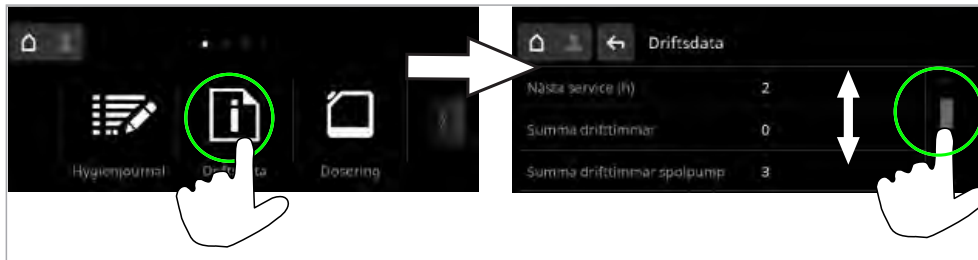 Hygienjournal
Dosering
Driftsdata
Nästa service (h) 2
Summa drifttimmar 0
Summa drifttimmar spolpump 3